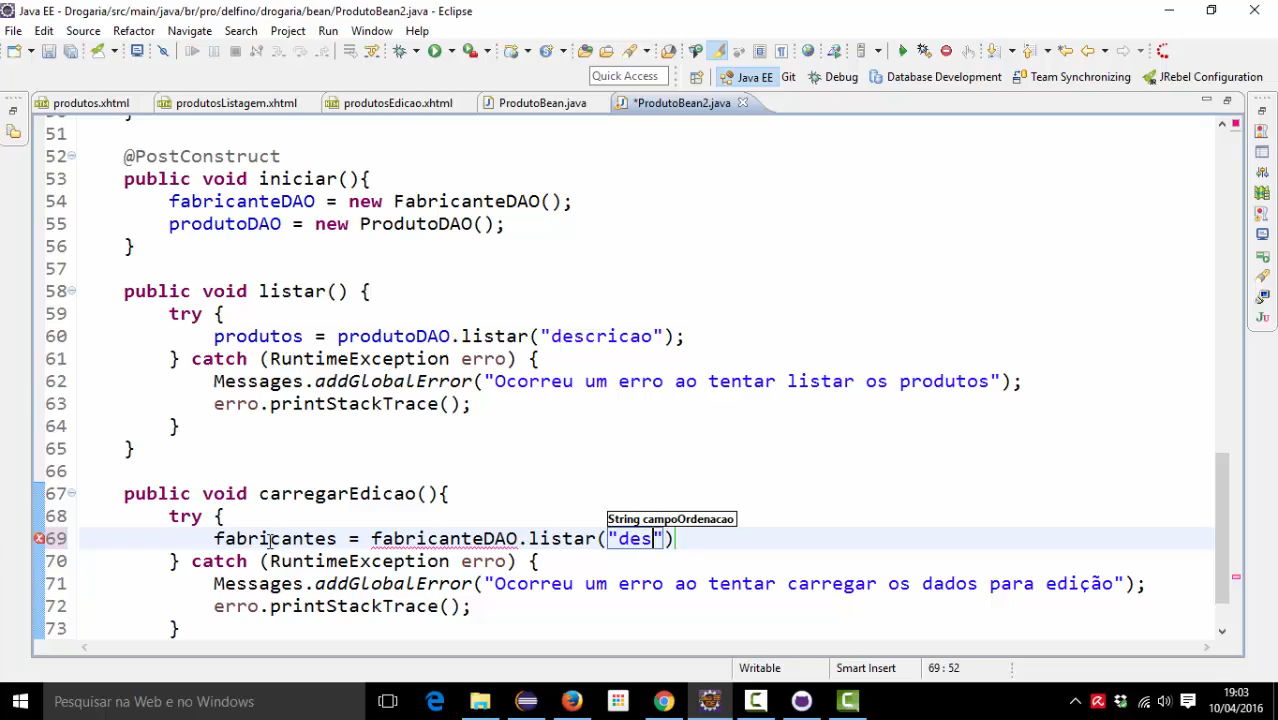 Java EE - Drogaria/src/main/java/br/pro/delfino/drogaria/bean/ProdutoBean2.java - Eclipse
File Edit Source Refactor Navigate Search Project Run Window Help
Quick Access Java EE Git Debug Database Development Team Synchronizing JRebel Configuration
produtos.xhtml produtosListagem.xhtml produtosEdicao.xhtml ProdutoBean.java *ProdutoBean2.java
51
52 @PostConstruct
53 public void iniciar(){
54 fabricanteDAO = new FabricanteDAO();
55 produtoDAO = new ProdutoDAO();
56 }
57
58 public void listar() {
59 try {
60 produtos = produtoDAO.listar("descricao");
61 } catch (RuntimeException erro) {
62 Messages.addGlobalError("Ocorreu um erro ao tentar listar os produtos");
63 erro.printStackTrace();
64 }
65 }
66
67 public void carregarEdicao(){
68 try {
String campoOrdenacao
69 fabricantes = fabricanteDAO.listar("des")
70 } catch (RuntimeException erro) {
71 Messages.addGlobalError("Ocorreu um erro ao tentar carregar os dados para edição");
72 erro.printStackTrace();
73 }
Writable Smart Insert 69 : 52
Pesquisar na Web e no Windows
19:03
10/04/2016